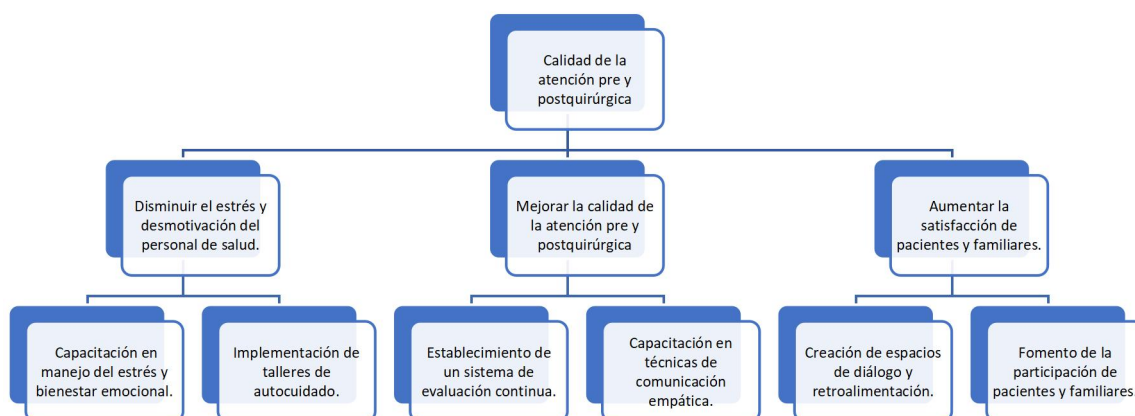 Calidad de la
atención pre y
postquirúrgica
Disminuir el estrés y
desmotivación del
personal de salud.
Mejorar la calidad de
la atención pre y
postquirúrgica
Aumentar la
satisfacción de
pacientes y familiares.
Capacitación en
manejo del estrés y
bienestar emocional.
Implementación de
talleres de
autocuidado.
Establecimiento de
un sistema de
evaluación continua.
Capacitación en
técnicas de
comunicación
empática.
Creación de espacios
de diálogo y
retroalimentación.
Fomento de la
participación de
pacientes y familiares